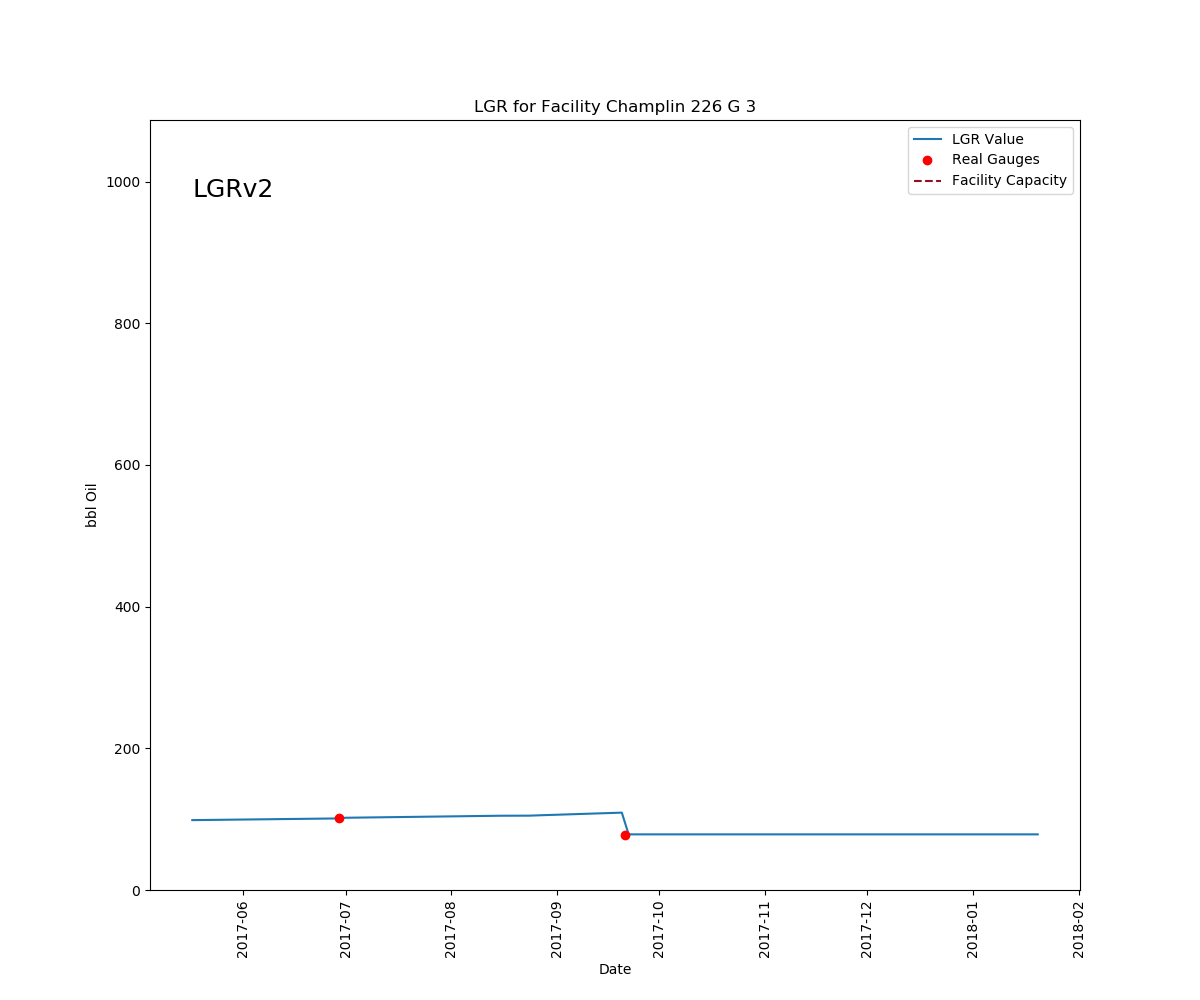 LGR for Facility Champlin 226 G 3
LGR Value
Real Gauges
Facility Capacity
LGRv2
1000
800
600
400
200
0
bbl Oil
2017-06
2017-07
2017-08
2017-09
2017-10
2017-11
2017-12
2018-01
2018-02
Date